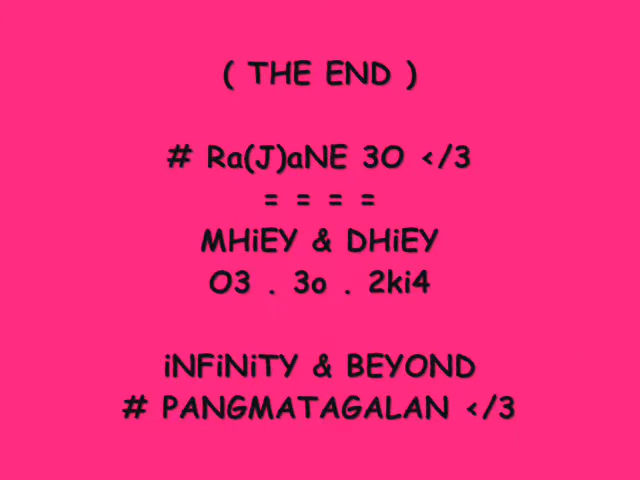 ( THE END )
# Ra(J)aNE 3O </3
= = = =
MHiEY & DHiEY
O3 . 3o . 2ki4
iNFiNiTY & BEYOND
# PANGMATAGALAN </3